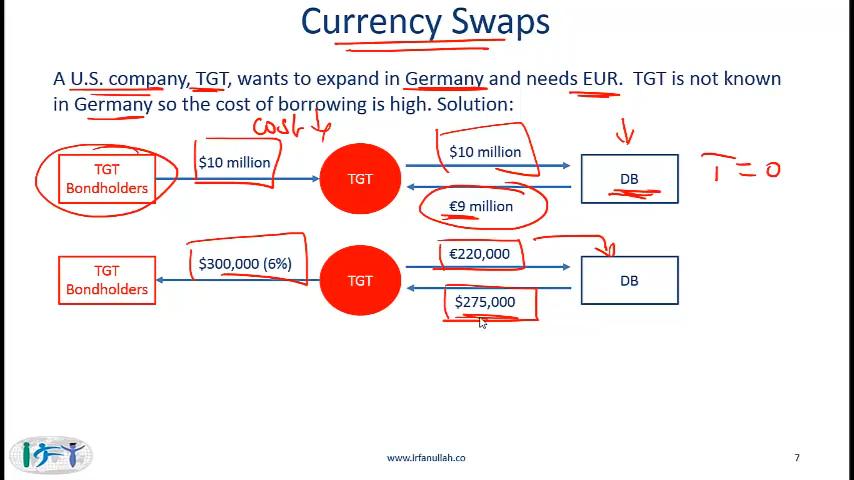 Currency Swaps
A U.S. company, TGT, wants to expand in Germany and needs EUR. TGT is not known
in Germany so the cost of borrowing is high. Solution:
cost ↓
TGT
Bondholders
$10 million
TGT
$10 million
€9 million
DB
T = 0
TGT
Bondholders
$300,000 (6%)
TGT
€220,000
$275,000
DB
www.irfanullah.co
7